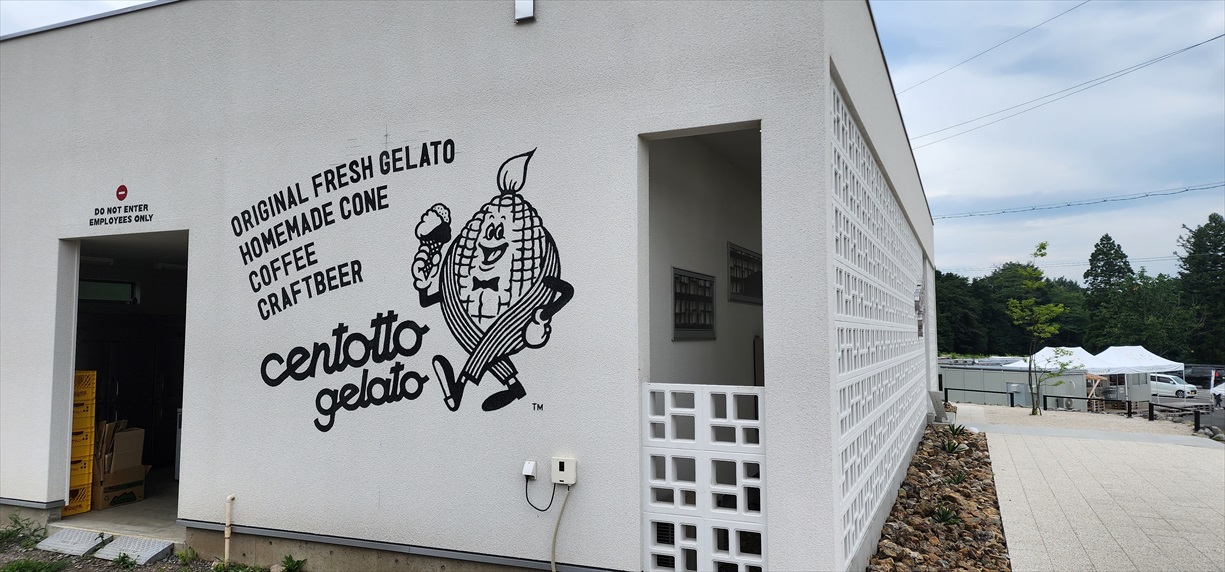 DO NOT ENTER
EMPLOYEES ONLY
ORIGINAL FRESH GELATO
HOMEMADE CONE
COFFEE
CRAFTBEER
centotto
gelato
TM